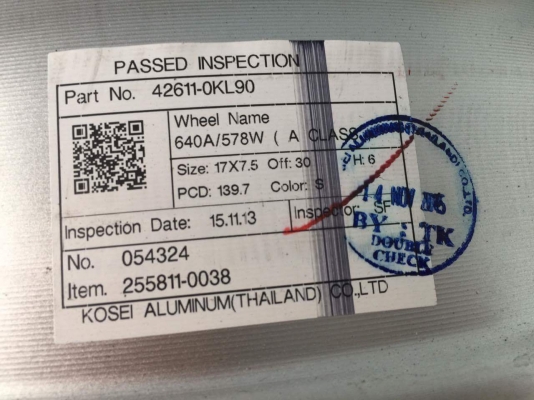 PASSED INSPECTION
Part No. 42611-0KL90
Wheel Name
640A/578W ( A CLASS
Size: 17X7.5 Off: 30 H: 6
PCD: 139.7 Color: S
Inspection Date: 15.11.13 Inspector: SF
No. 054324
Item. 255811-0038
KOSEI ALUMINUM(THAILAND) CO.,LTD
14 NOV
BY : TK
DOUBLE
CHECK